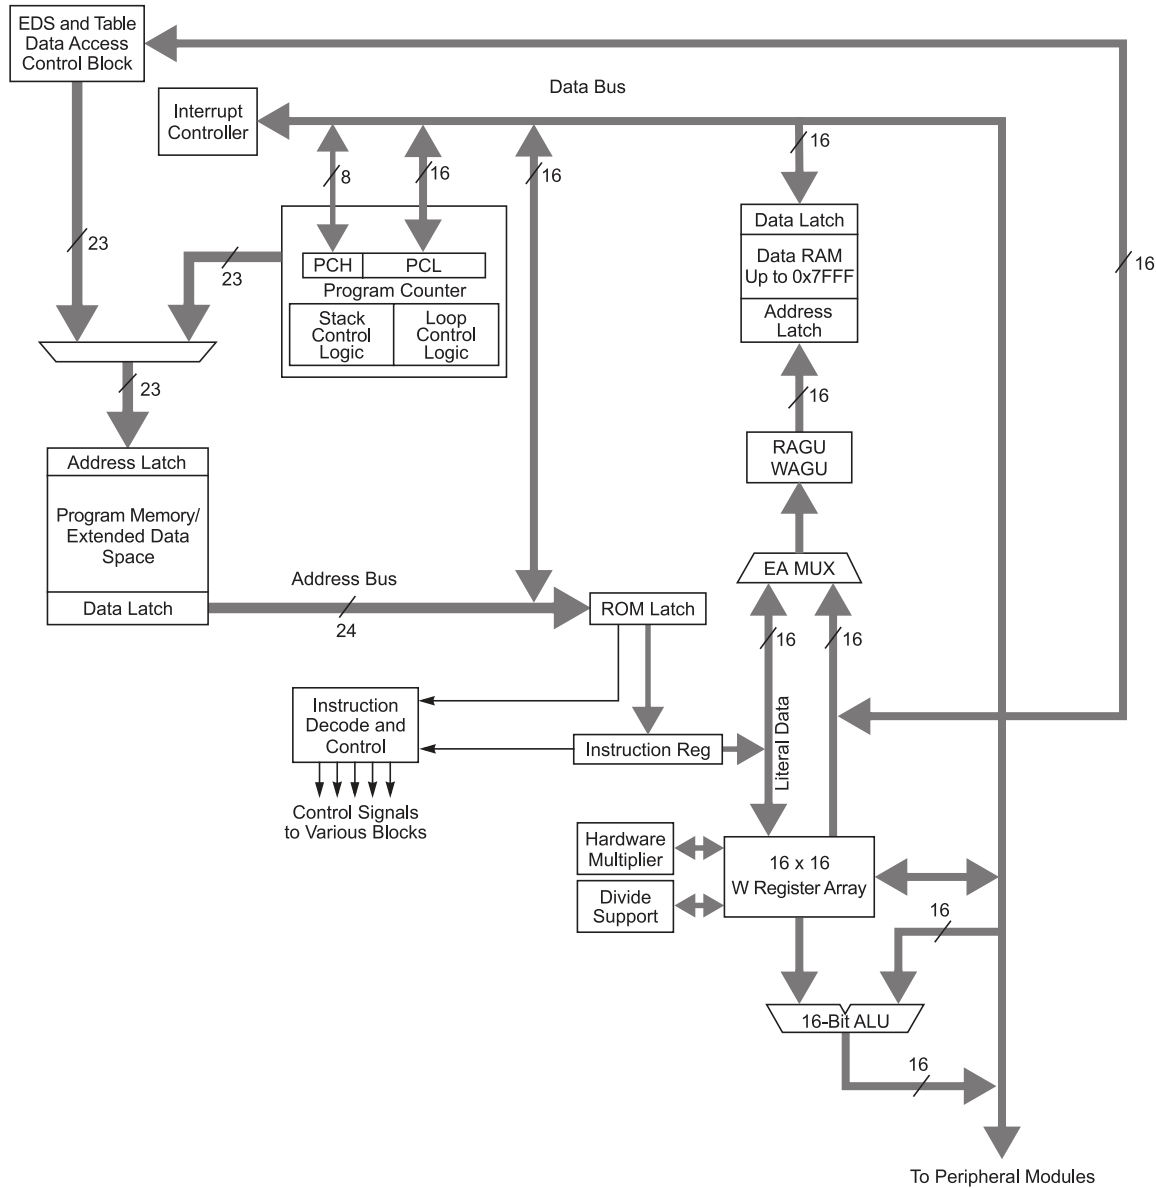 EDS and Table
Data Access
Control Block
Data Bus
Interrupt
Controller
16
8
16
16
Data Latch
23
23
PCH
PCL
Data RAM
Up to 0x7FFF
16
Program Counter
Stack
Control
Logic
Loop
Control
Logic
Address
Latch
23
16
Address Latch
RAGU
WAGU
Program Memory/
Extended Data
Space
EA MUX
Address Bus
Data Latch
ROM Latch
24
16
16
Instruction
Decode and
Control
Literal Data
Instruction Reg
Control Signals
to Various Blocks
Hardware
Multiplier
16 x 16
W Register Array
Divide
Support
16
16-Bit ALU
16
To Peripheral Modules